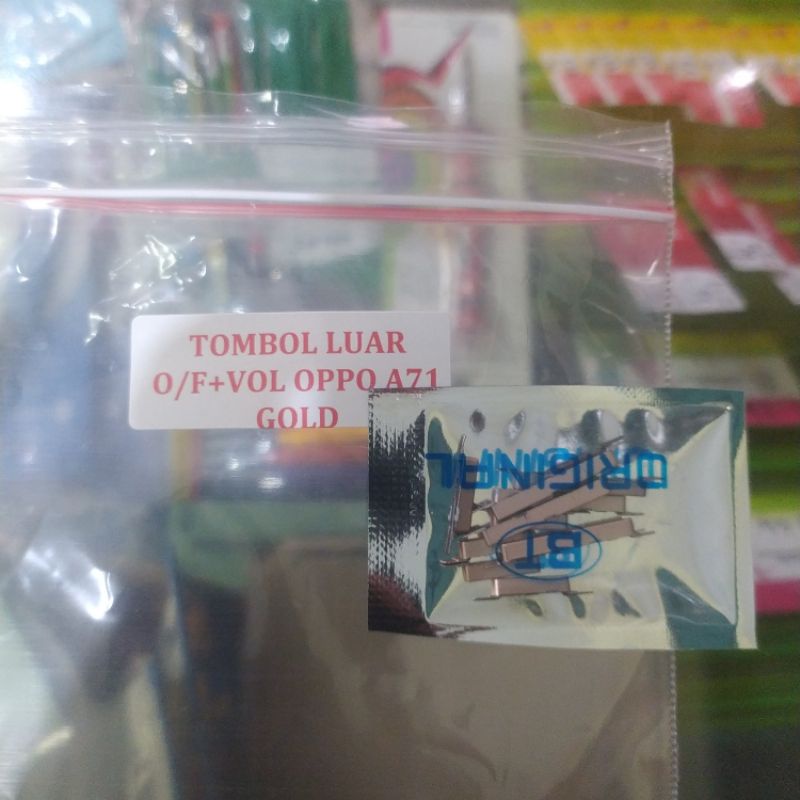 TOMBOL LUAR
O/F+VOL OPPO A71
GOLD
ORIGINAL
BT